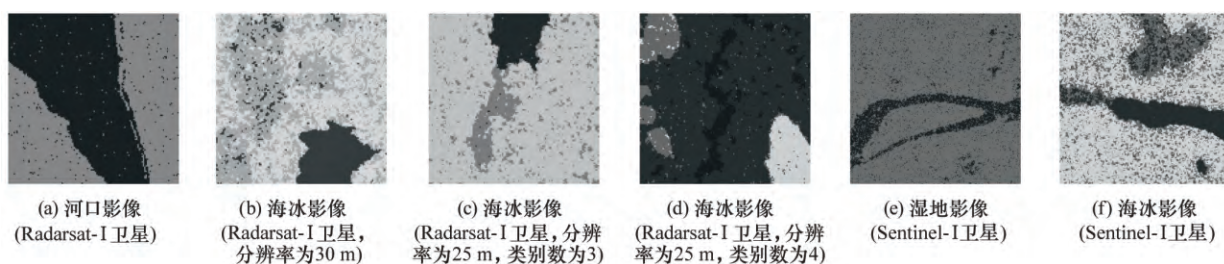 (a) 河口影像
(Radarsat-I卫星)
(b) 海冰影像
(Radarsat-I卫星,
分辨率为30 m)
(c) 海冰影像
(Radarsat-I卫星, 分辨
率为25 m, 类别数为3)
(d) 海冰影像
(Radarsat-I卫星, 分辨
率为25 m, 类别数为4)
(e) 湿地影像
(Sentinel-I卫星)
(f) 海冰影像
(Sentinel-I卫星)